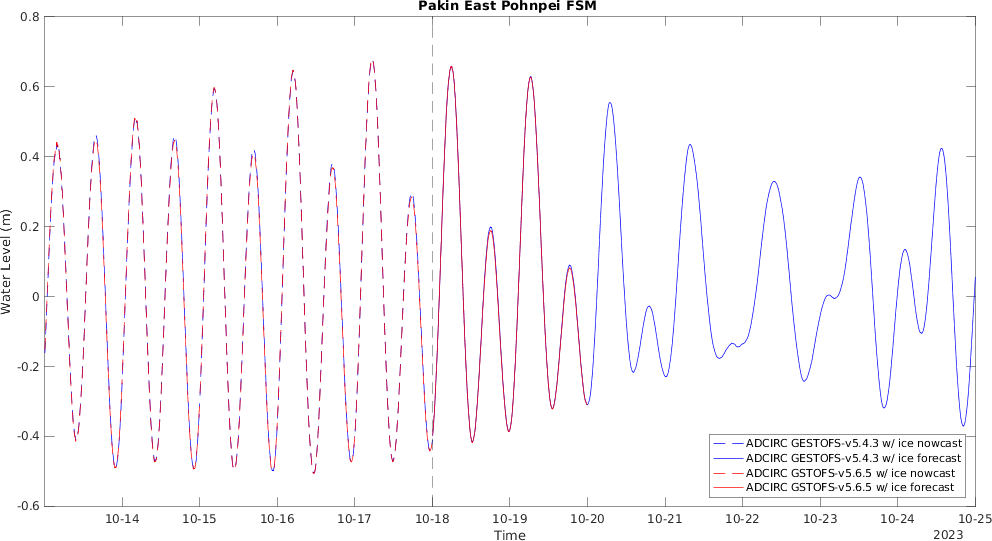 Pakin East Pohnpei FSM
0.8
0.6
0.4
0.2
0
-0.2
-0.4
-0.6
Water Level (m)
ADCIRC GESTOFS-v5.4.3 w/ ice nowcast
ADCIRC GESTOFS-v5.4.3 w/ ice forecast
ADCIRC GSTOFS-v5.6.5 w/ ice nowcast
ADCIRC GSTOFS-v5.6.5 w/ ice forecast
10-14 10-15 10-16 10-17 10-18 10-19 10-20 10-21 10-22 10-23 10-24 10-25
Time
2023